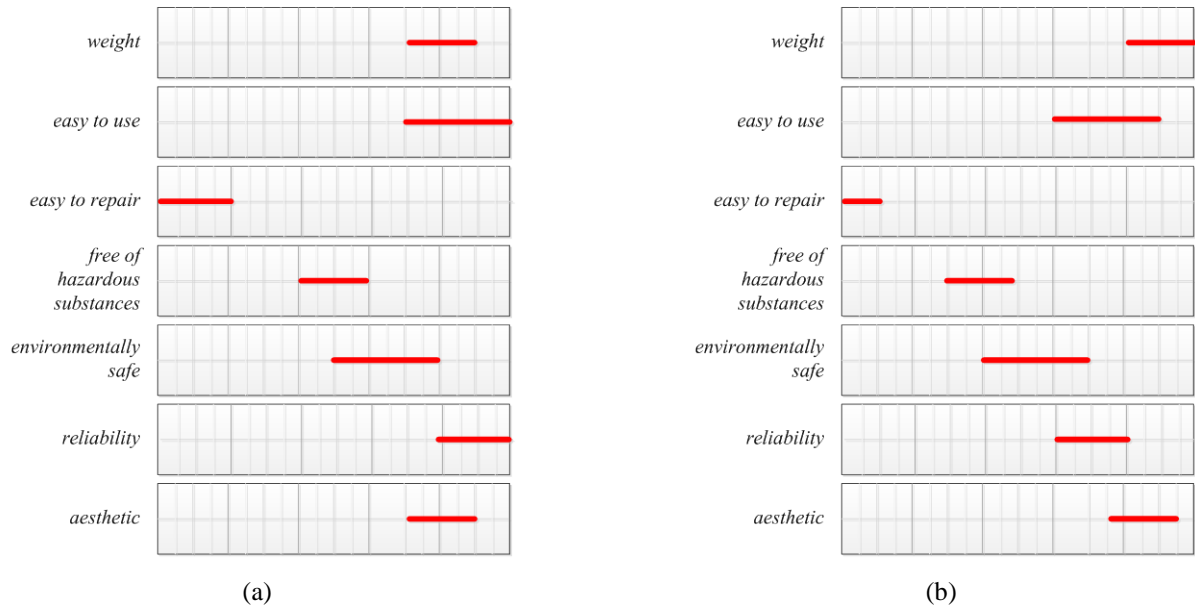 weight
easy to use
easy to repair
free of
hazardous
substances
environmentally
safe
reliability
aesthetic
(a)
weight
easy to use
easy to repair
free of
hazardous
substances
environmentally
safe
reliability
aesthetic
(b)